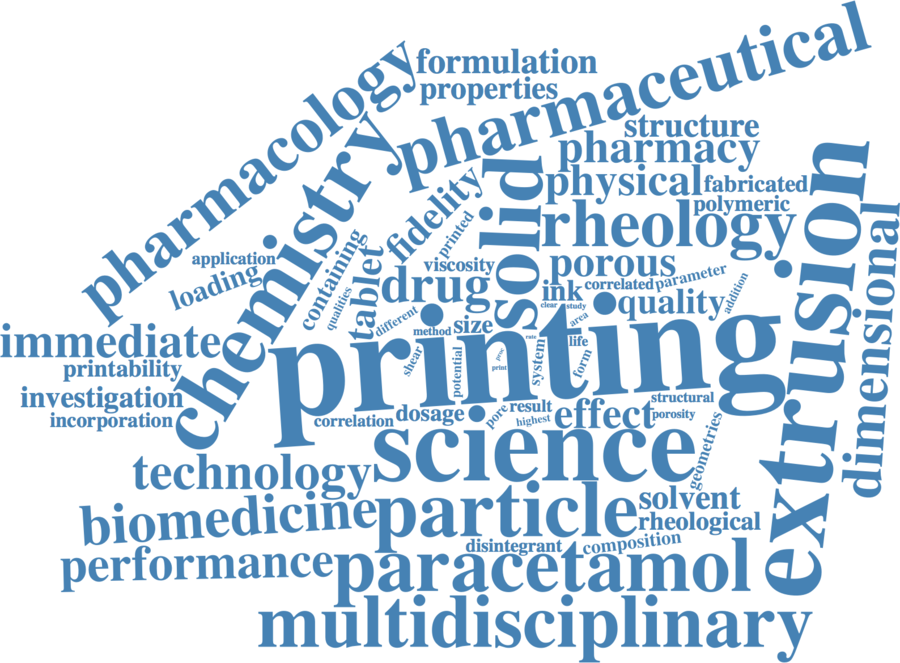 pharmaceutical
pharmacology
formulation
properties
structure
pharmacy
chemistry
fidelity
solid
physical
fabricated
polymeric
extrusion
dimensional
printed
rheology
application
loading
containing
qualities
tablet
viscosity
porous
drug
ink
correlated
parameter
addition
clear
study
quality
different
method
size
area
immediate
printability
printing
rate
life
system
form
shear
potential
pore
print
investigation
incorporation
correlation
dosage
result
highest
effect
structural
porosity
geometries
science
technology
particle
solvent
rheological
biomedicine
disintegrant
composition
performance
paracetamol
multidisciplinary